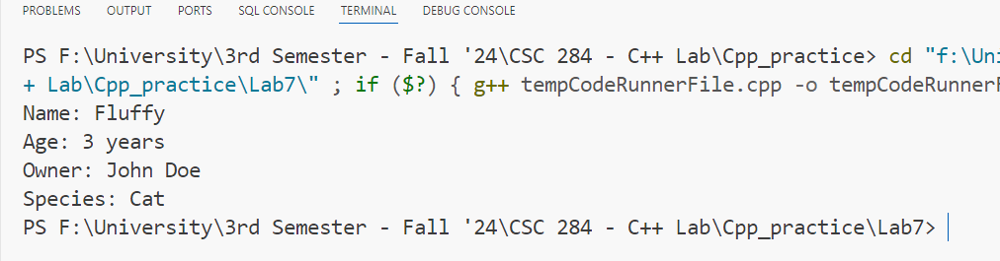 PROBLEMS OUTPUT PORTS SQL CONSOLE TERMINAL DEBUG CONSOLE
PS F:\University\3rd Semester - Fall '24\CSC 284 - C++ Lab\Cpp_practice> cd "f:\Uni
+ Lab\Cpp_practice\Lab7\" ; if ($?) { g++ tempCodeRunnerFile.cpp -o tempCodeRunnerF
Name: Fluffy
Age: 3 years
Owner: John Doe
Species: Cat
PS F:\University\3rd Semester - Fall '24\CSC 284 - C++ Lab\Cpp_practice\Lab7>